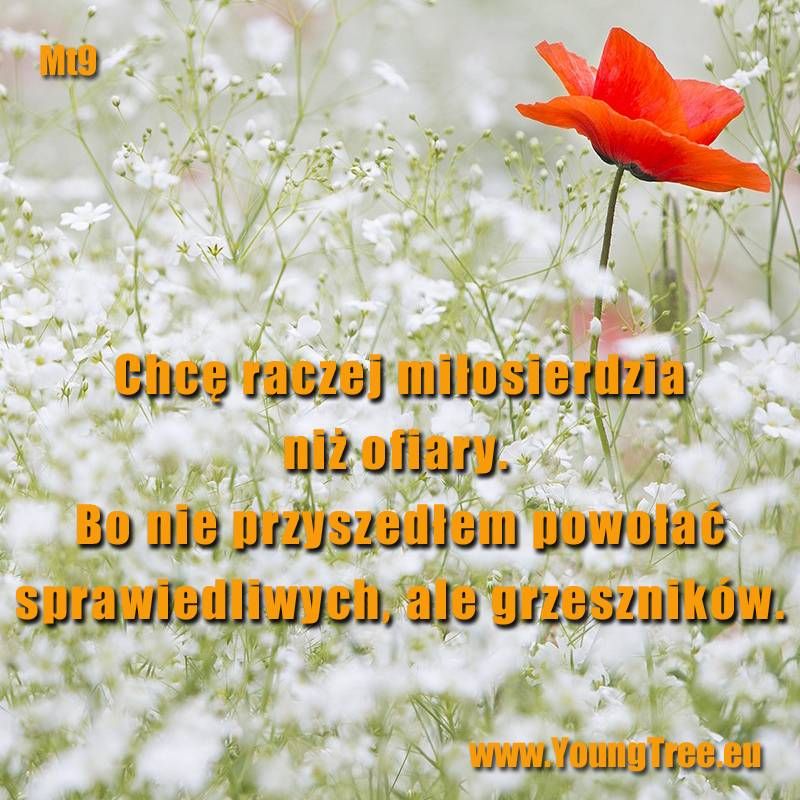 Mt9
Chcę raczej miłosierdzia
niż ofiary.
Bo nie przyszedłem powołać
sprawiedliwych, ale grzeszników.
www.YoungTree.eu